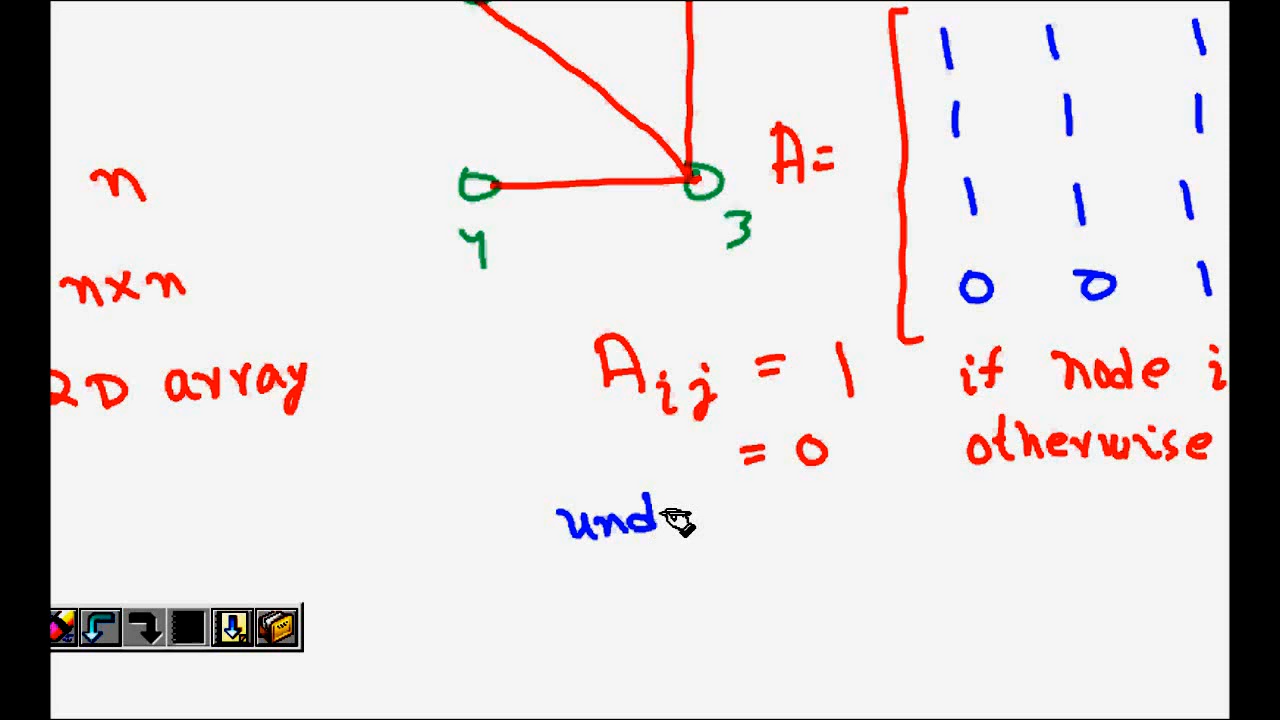 1 1 1
1 1 1
A=
n
1 1 1
4
3
n×n
0 0 1
2D array
A i j = 1 if node i
= 0 otherwise
und